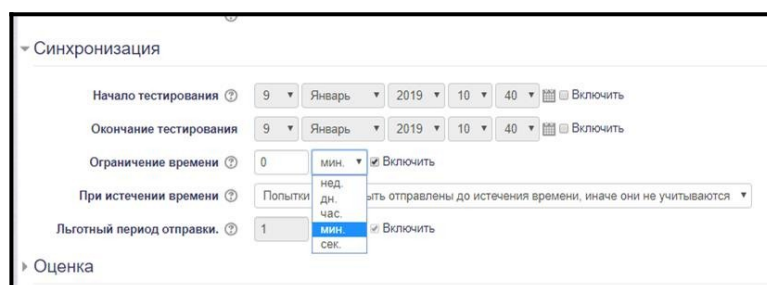 Синхронизация
Начало тестирования 9 Январь 2019 10 40 Включить
Окончание тестирования 9 Январь 2019 10 40 Включить
Ограничение времени 0 мин. Включить
нед.
При истечении времени Попытки ыть отправлены до истечения времени, иначе они не учитываются
дн.
час.
Льготный период отправки. 1 мин. Включить
сек.
Оценка